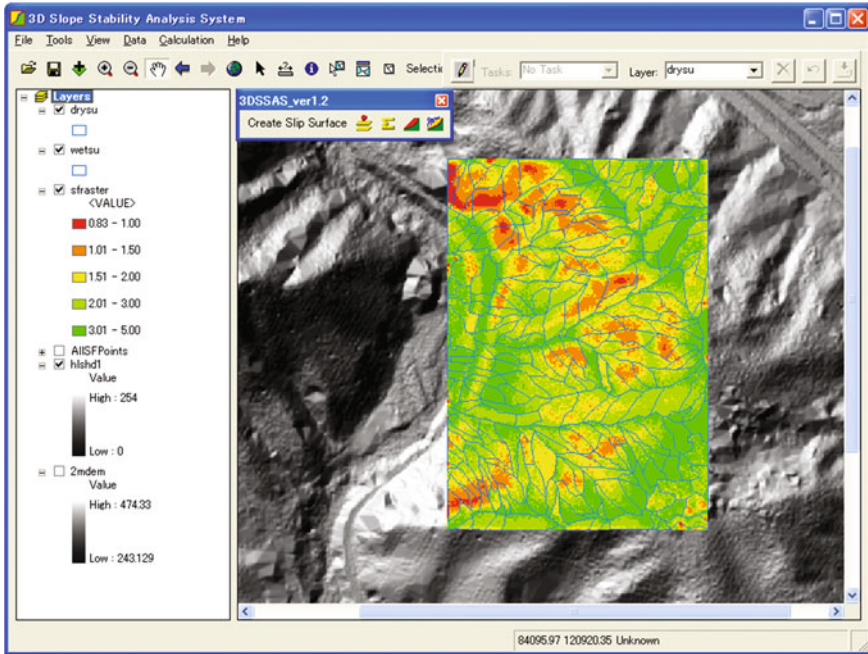 3D Slope Stability Analysis System
File Tools View Data Calculation Help
Tasks: No Task Layer: drysu
Layers
drysu
wetsu
sfraster
<VALUE>
0.83 - 1.00
1.01 - 1.50
1.51 - 2.00
2.01 - 3.00
3.01 - 5.00
AllSFPoints
hlshd1
Value
High : 254
Low : 0
2mdem
Value
High : 474.33
Low : 243.129
3DSSAS_ver1.2
Create Slip Surface
84095.97 120920.35 Unknown